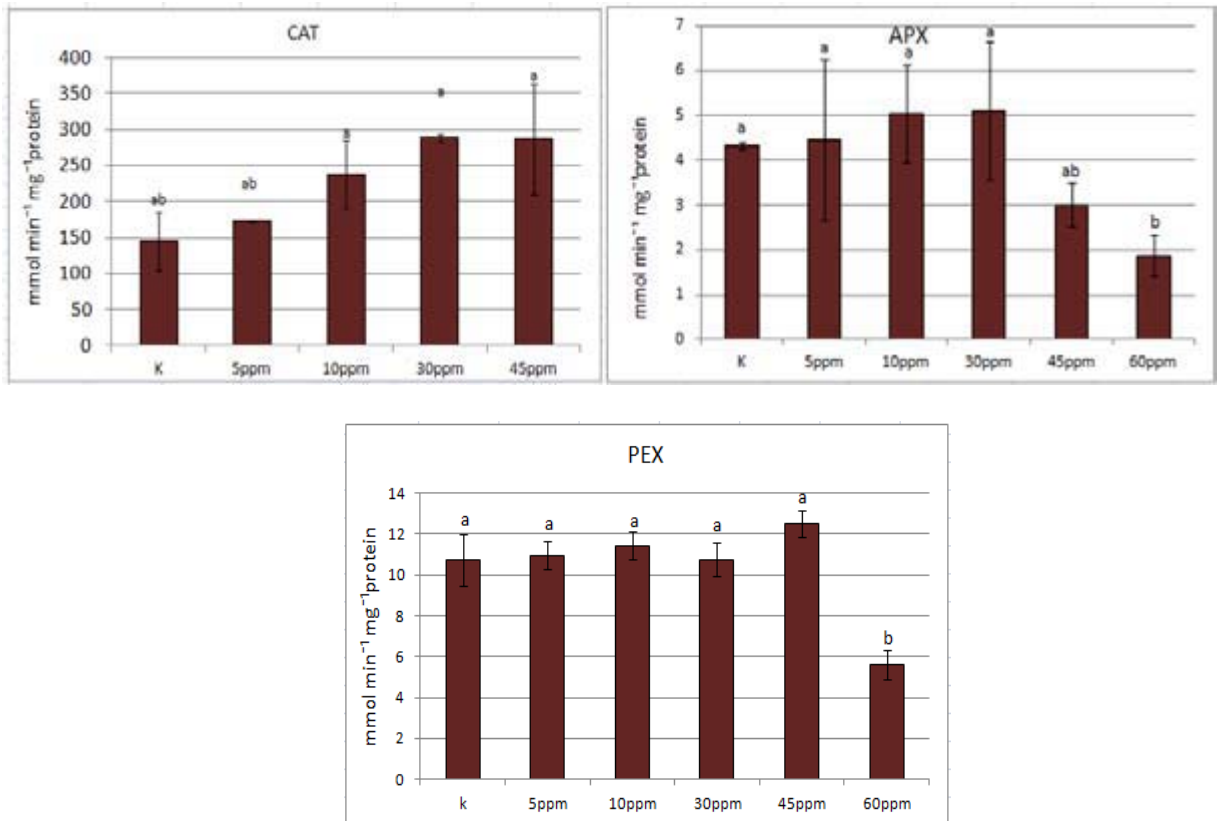 CAT
mmol min⁻¹ mg⁻¹protein
400
350
300
250
200
150
100
50
0
ab
ab
a
a
a
K
5ppm
10ppm
30ppm
45ppm
APX
mmol min⁻¹ mg⁻¹protein
7
6
5
4
3
2
1
0
a
a
a
a
ab
b
K
5ppm
10ppm
30ppm
45ppm
60ppm
PEX
mmol min⁻¹ mg⁻¹protein
14
12
10
8
6
4
2
0
a
a
a
a
a
b
k
5ppm
10ppm
30ppm
45ppm
60ppm